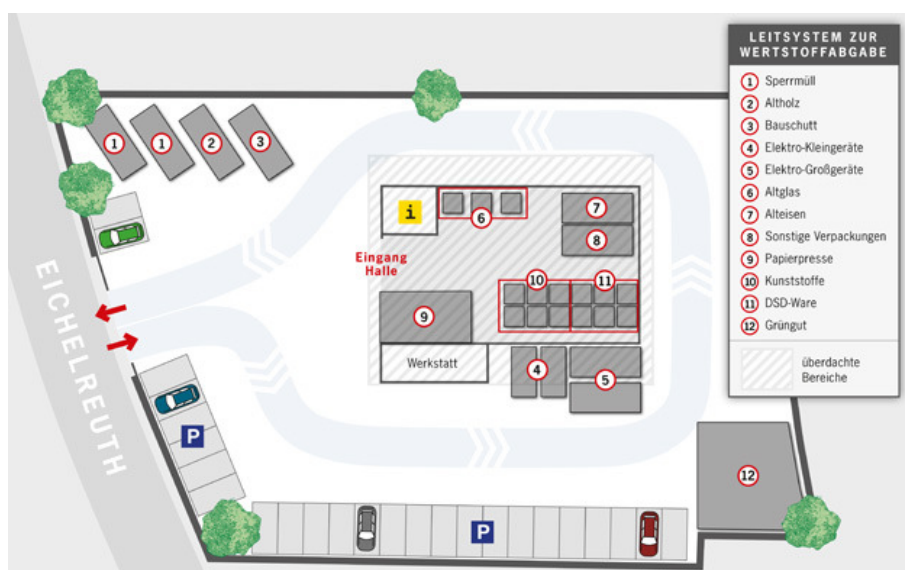 LEITSYSTEM ZUR
WERTSTOFFABGABE
1 Sperrmüll
2 Altholz
3 Bauschutt
4 Elektro-Kleingeräte
5 Elektro-Großgeräte
6 Altglas
7 Alteisen
8 Sonstige Verpackungen
9 Papierpresse
10 Kunststoffe
11 DSD-Ware
12 Grüngut
überdachte
Bereiche
1
1
2
3
i
6
7
8
Eingang
Halle
10
11
9
Werkstatt
4
5
EICHELREUTH
P
12
P